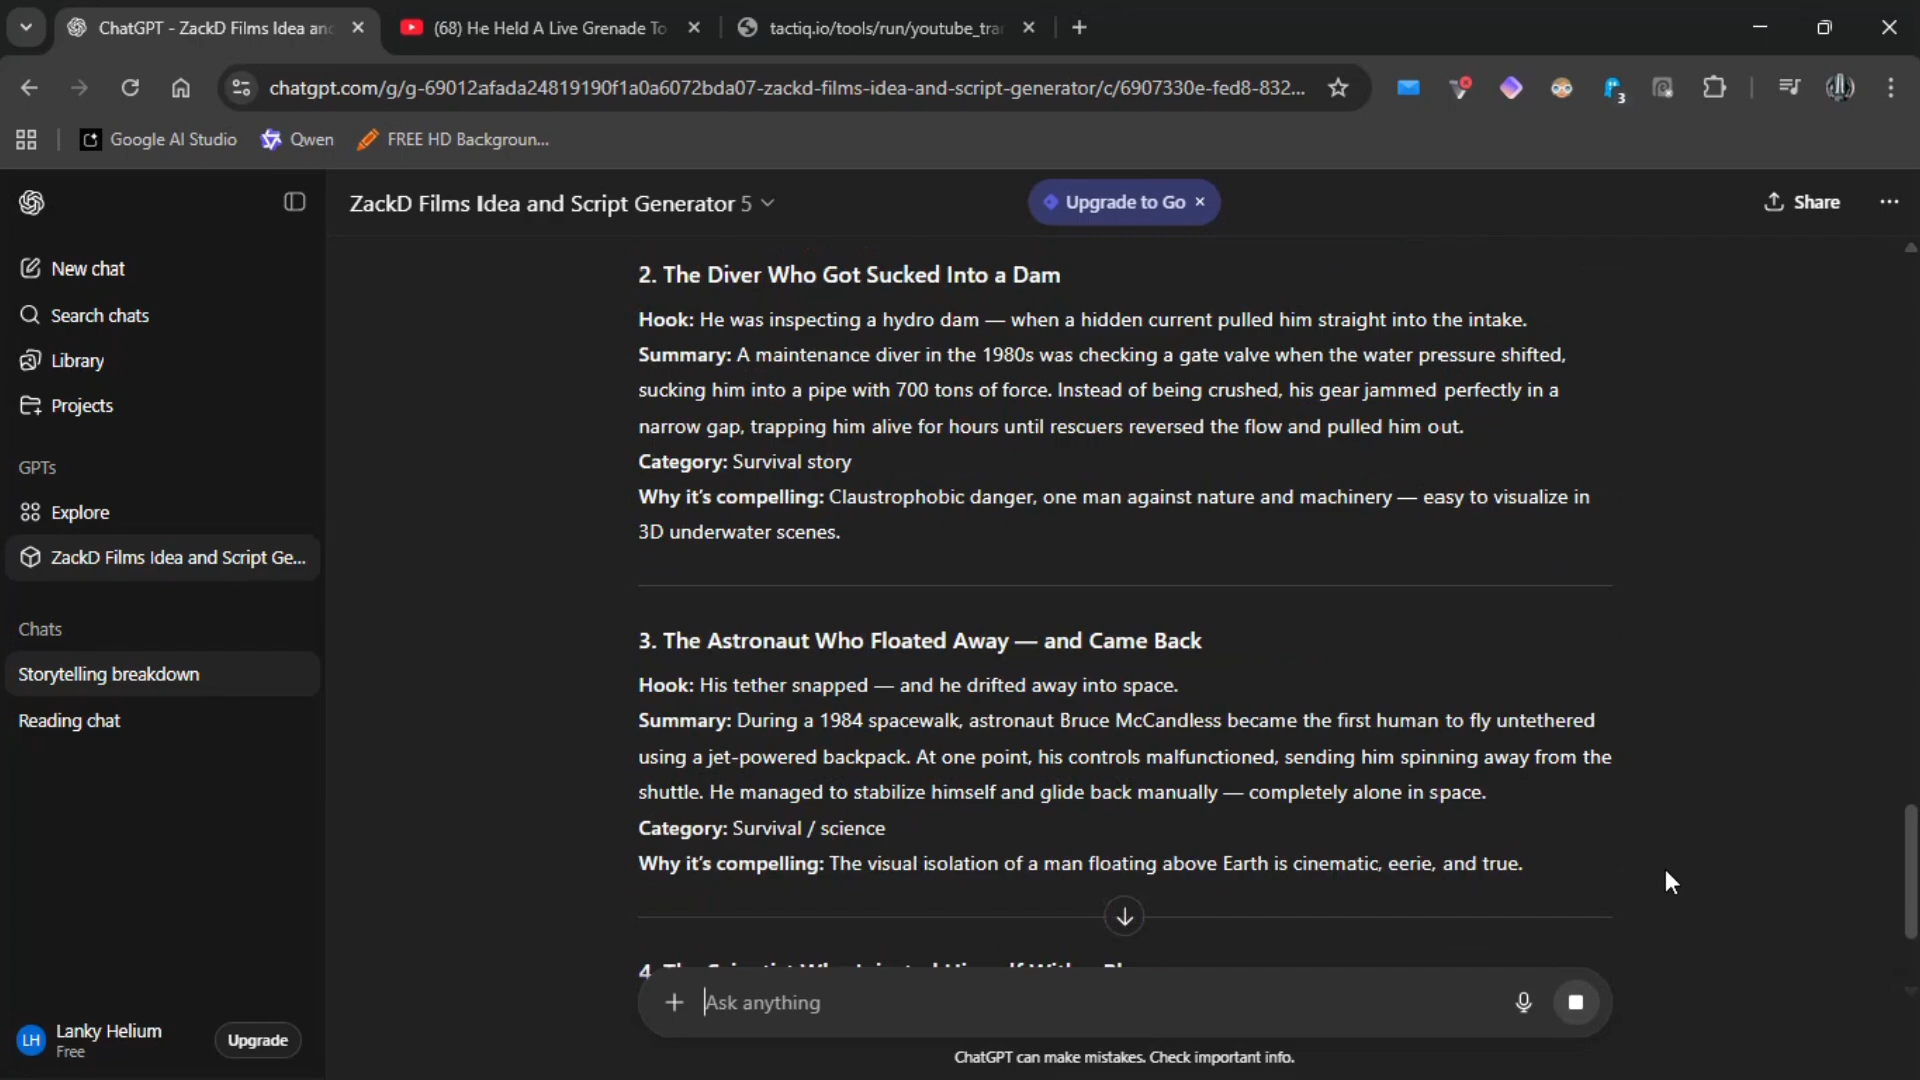 ChatGPT - ZackD Films Idea and
(68) He Held A Live Grenade To
tactiq.io/tools/run/youtube_tra
chatgpt.com/g/g-69012afada24819190f1a0a6072bda07-zackd-films-idea-and-script-generator/c/6907330e-fed8-832...
3
Google AI Studio
Qwen
FREE HD Backgroun...
ZackD Films Idea and Script Generator 5
Upgrade to Go
Share
New chat
Search chats
Library
Projects
GPTs
Explore
ZackD Films Idea and Script Ge...
Chats
Storytelling breakdown
Reading chat
LH
Lanky Helium
Free
Upgrade
2. The Diver Who Got Sucked Into a Dam
Hook: He was inspecting a hydro dam — when a hidden current pulled him straight into the intake.
Summary: A maintenance diver in the 1980s was checking a gate valve when the water pressure shifted,
sucking him into a pipe with 700 tons of force. Instead of being crushed, his gear jammed perfectly in a
narrow gap, trapping him alive for hours until rescuers reversed the flow and pulled him out.
Category: Survival story
Why it's compelling: Claustrophobic danger, one man against nature and machinery — easy to visualize in
3D underwater scenes.
3. The Astronaut Who Floated Away — and Came Back
Hook: His tether snapped — and he drifted away into space.
Summary: During a 1984 spacewalk, astronaut Bruce McCandless became the first human to fly untethered
using a jet-powered backpack. At one point, his controls malfunctioned, sending him spinning away from the
shuttle. He managed to stabilize himself and glide back manually — completely alone in space.
Category: Survival / science
Why it's compelling: The visual isolation of a man floating above Earth is cinematic, eerie, and true.
4
Ask anything
ChatGPT can make mistakes. Check important info.